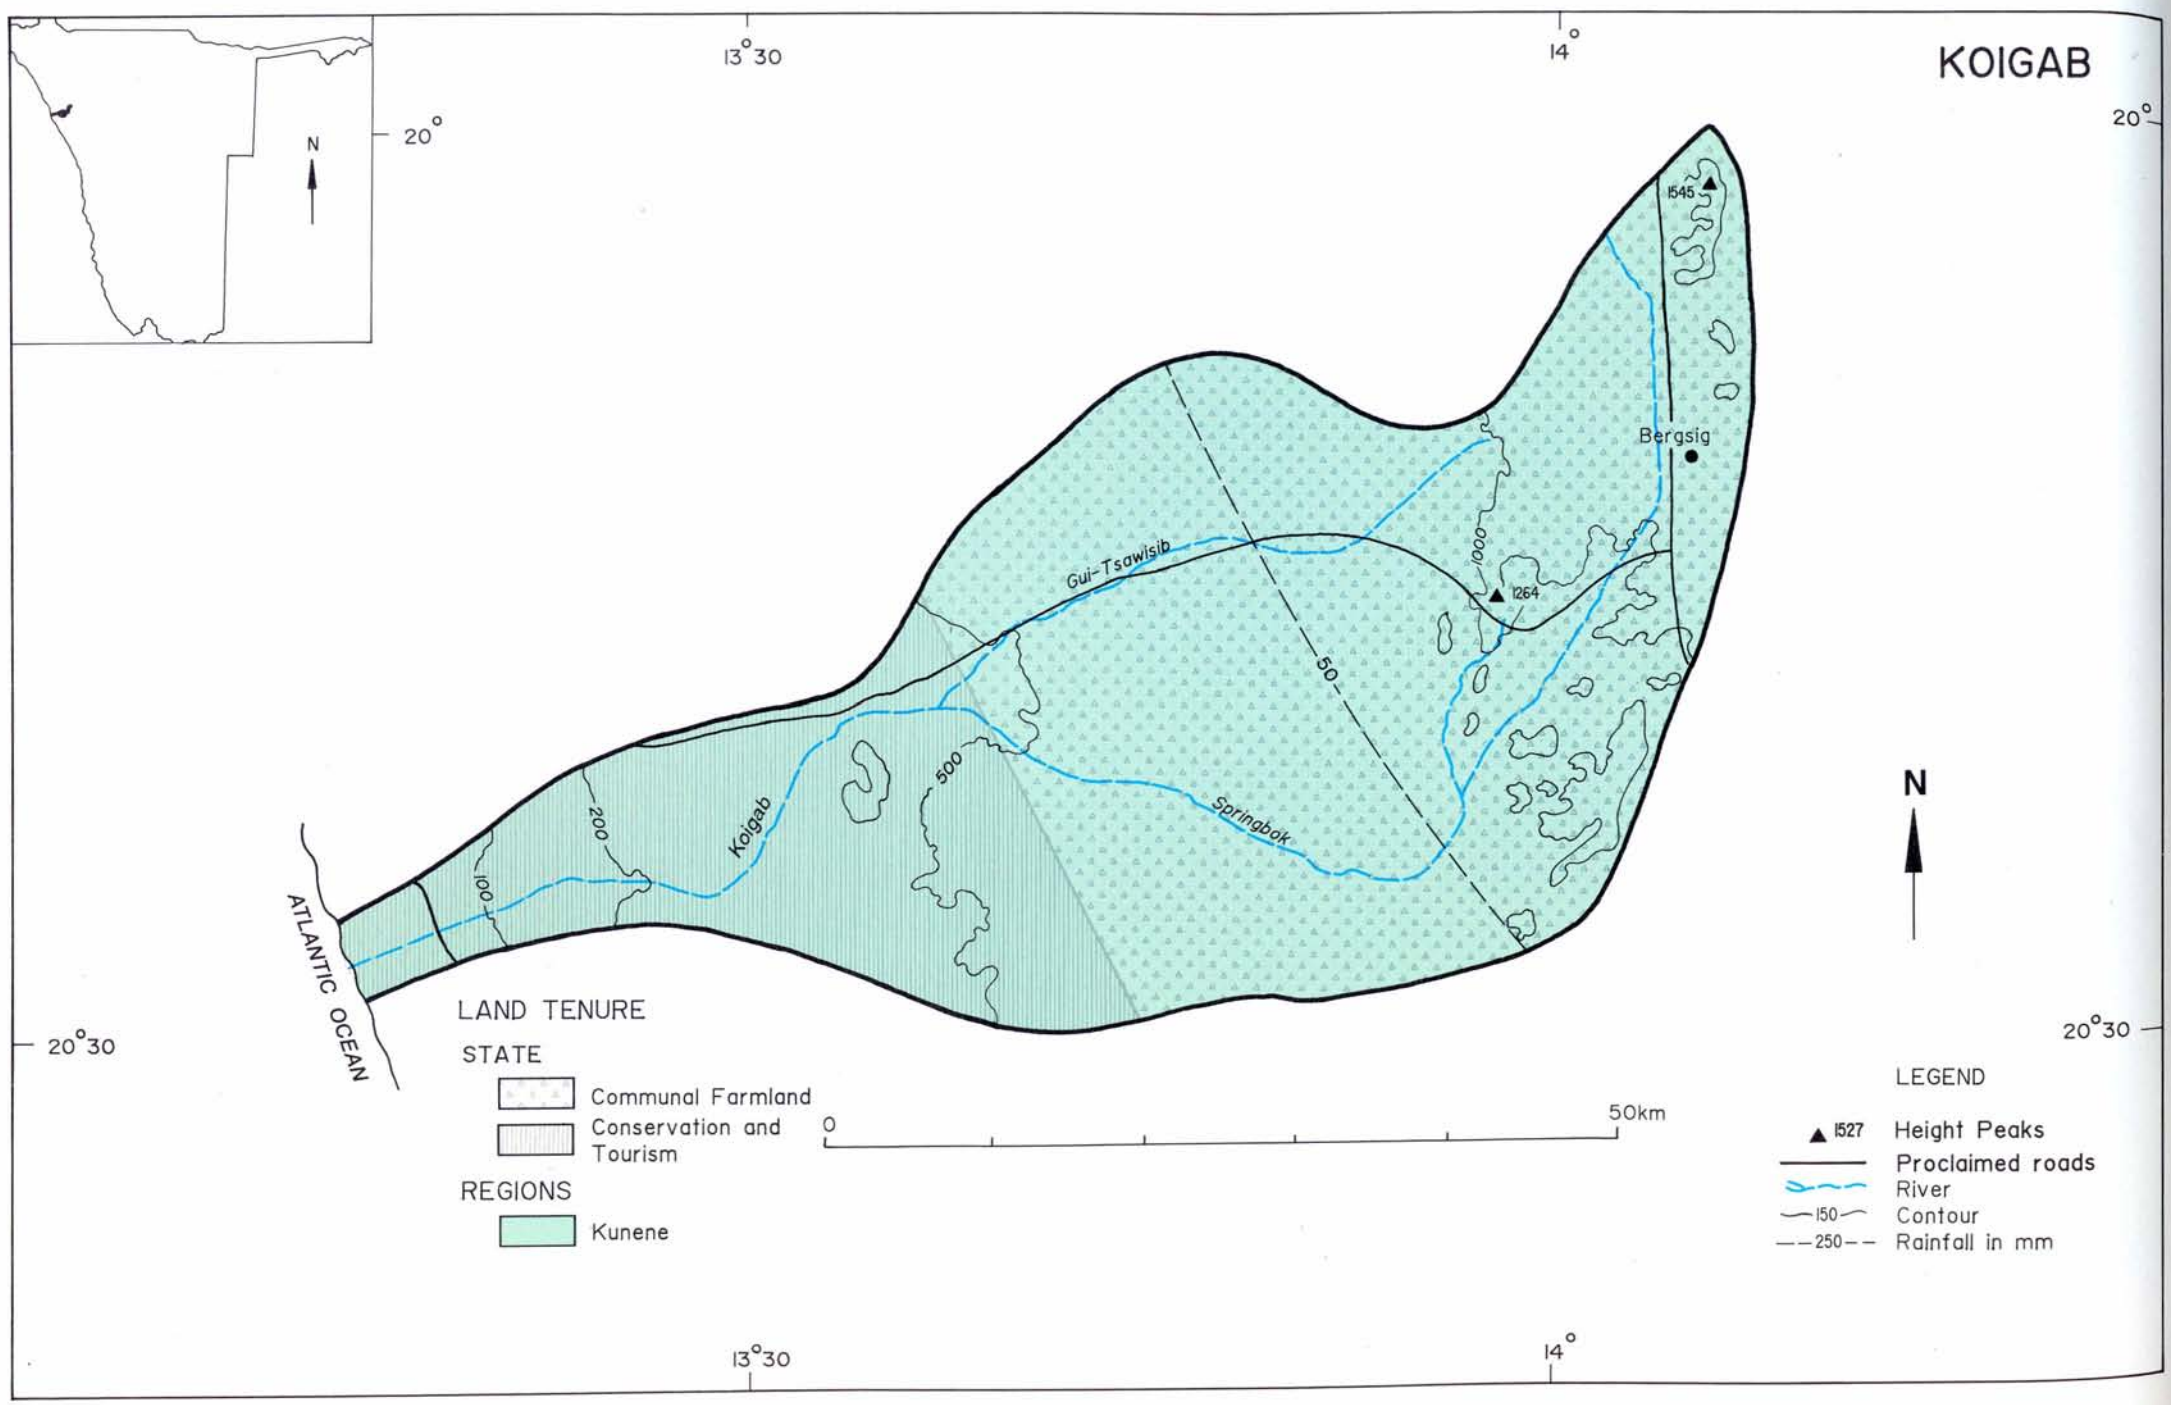 KOIGAB
13°30
14°
20°
20°
N
1545
Bergsig
Gui-Tsawisib
1000
1264
50
500
Springbok
Koigab
200
100
N
ATLANTIC OCEAN
20°30
20°30
LAND TENURE
STATE
Communal Farmland
Conservation and
Tourism
REGIONS
Kunene
0
50km
LEGEND
1527 Height Peaks
Proclaimed roads
River
150 Contour
250 Rainfall in mm
13°30
14°